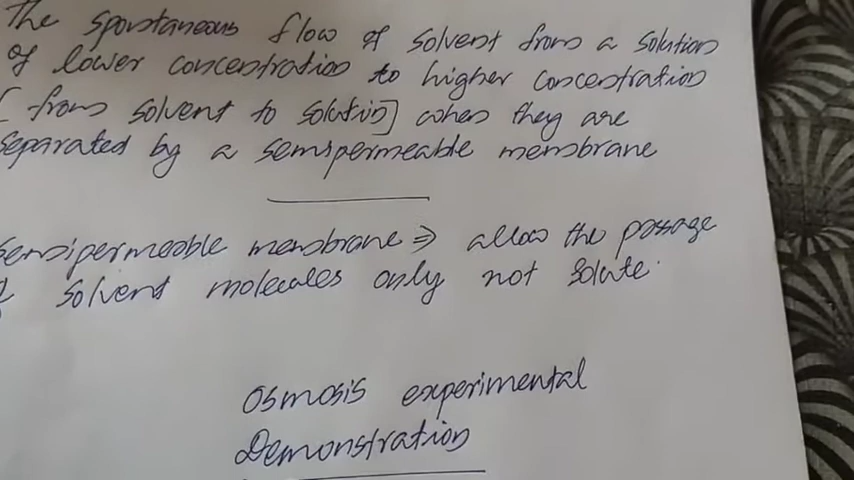 The spontaneous flow of solvent from a solution
of lower concentration to higher concentration
[ from solvent to solution] when they are
separated by a semipermeable membrane
Semipermeable membrane ⇒ allow the passage
of solvent molecules only not solute.
Osmosis experimental
Demonstration